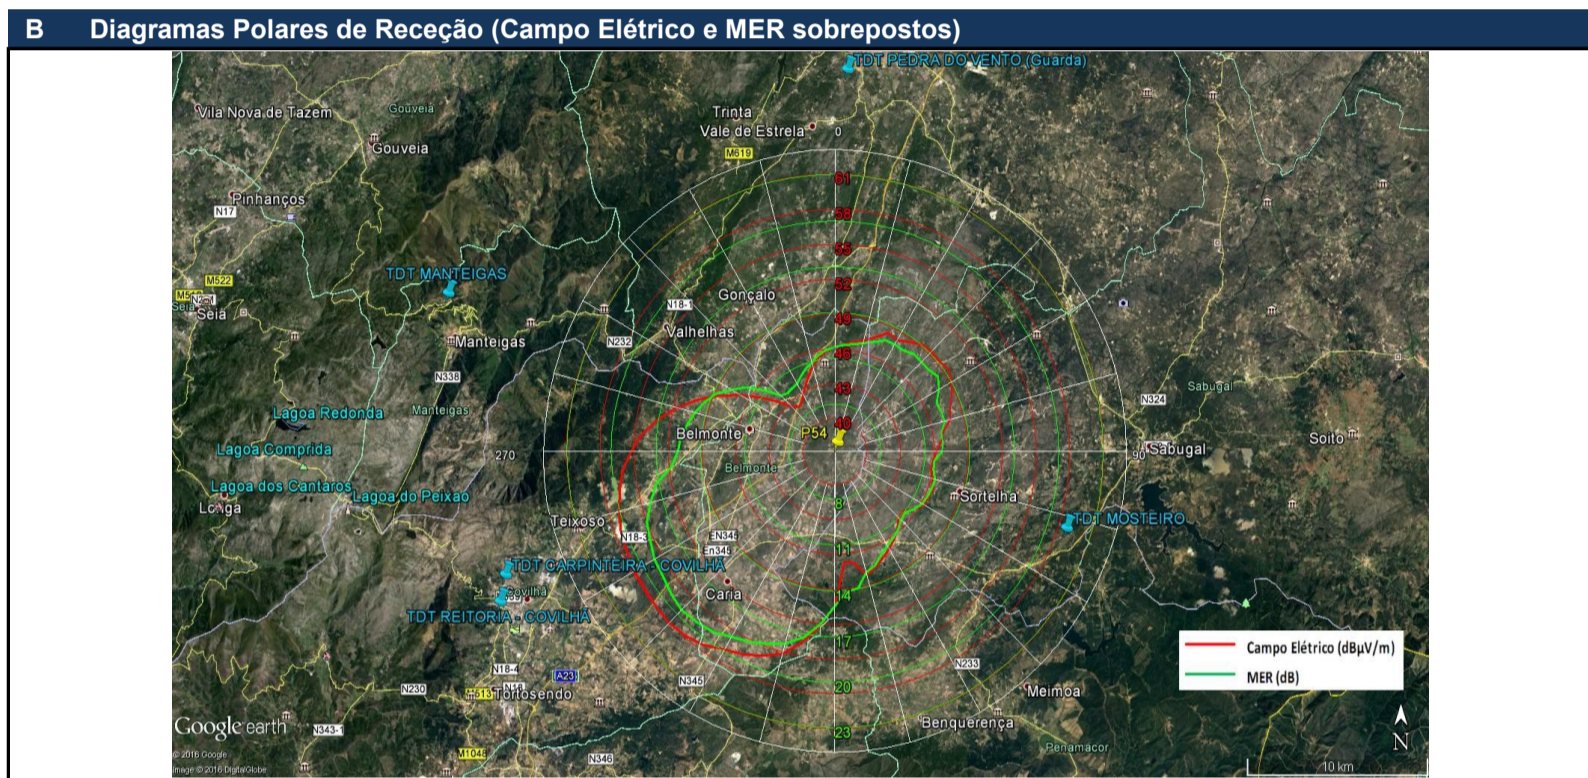 B Diagramas Polares de Receção (Campo Elétrico e MER sobrepostos)
TDT PEDRA DO VENTO (Guarda)
Vila Nova de Tazem
Gouveia
Gouveia
Trinta
Vale de Estrela
0
M619
61
Pinhanços
N17
58
55
TDT MANTEIGAS
M522
52
Seia
Seia
Gonçalo
N18-1
49
Valhelhas
N232
Manteigas
46
N338
43
Sabugal
N324
Lagoa Redonda
Manteigas
40
P54
Belmonte
Soito
Lagoa Comprida
270
90
Sabugal
Belmonte
Lagoa dos Cantaros
Lagoa do Peixao
Sortelha
8
Teixoso
TDT MOSTEIRO
N18-3
EN345
En345
11
TDT CARPINTEIRA - COVILHÃ
Covilhã
Caria
14
TDT REITORIA - COVILHÃ
17
Campo Elétrico (dBµV/m)
MER (dB)
N18-4
A23
N345
N233
N230
Tortosendo
20
Meimoa
Google earth
N343-1
Benquerença
23
N
Penamacor
N346
© 2016 Google
Image © 2016 DigitalGlobe
10 km